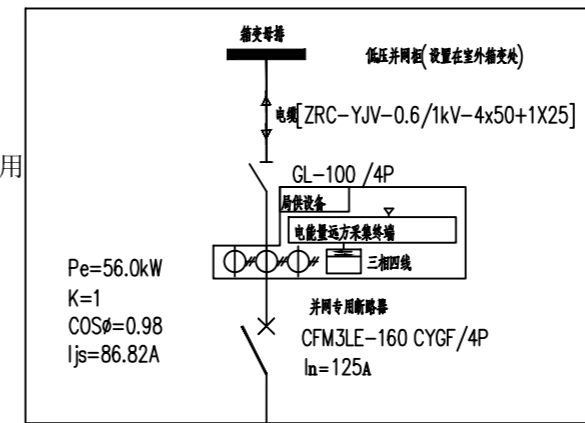 箱变母排
低压并网柜(设置在室外箱变处)
电缆[ZRC-YJV-0.6/1kV-4x50+1X25]
用
GL-100 /4P
局供设备
电能量远方采集终端
三相四线
Pe=56.0kW
K=1
COSø=0.98
Ijs=86.82A
并网专用断路器
CFM3LE-160 CYGF/4P
In=125A